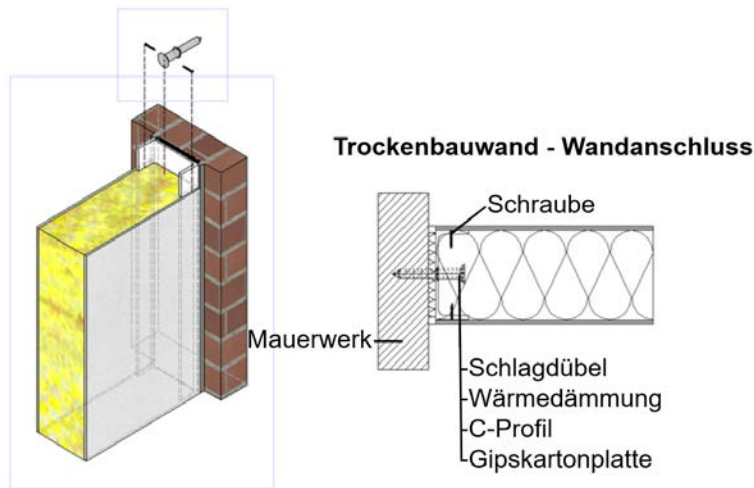 Trockenbauwand - Wandanschluss
Schraube
Mauerwerk
Schlagdübel
Wärmedämmung
C-Profil
Gipskartonplatte